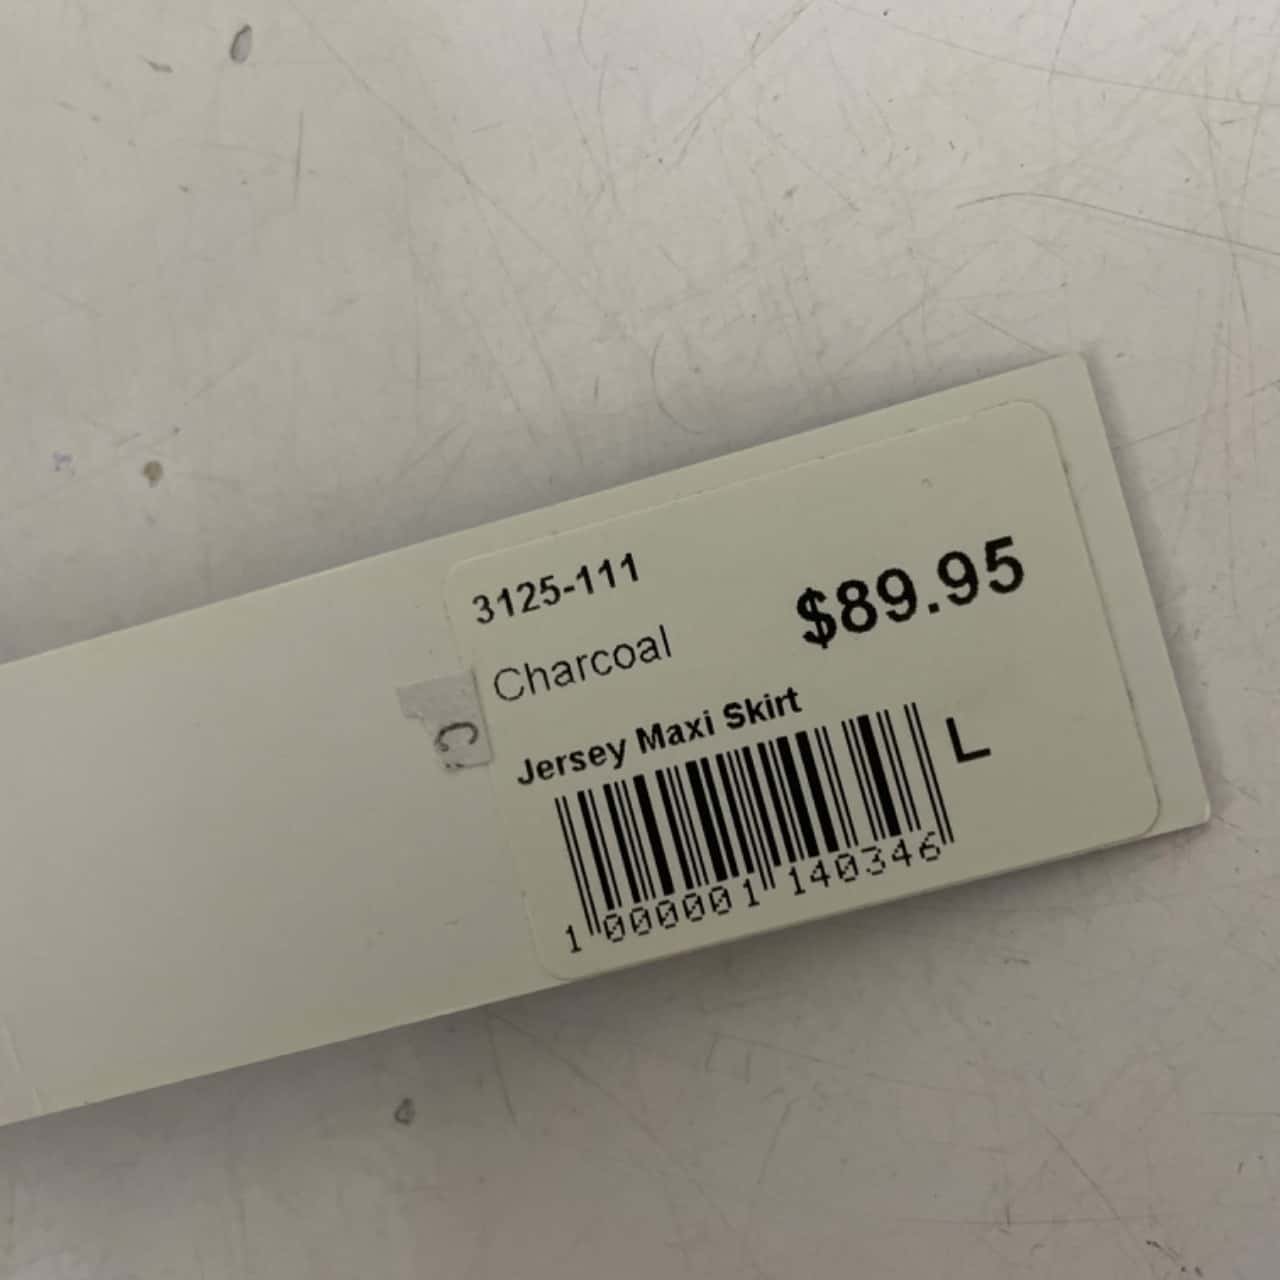 3125-111
$89.95
Charcoal
Jersey Maxi Skirt
L
1 000001 140346
C